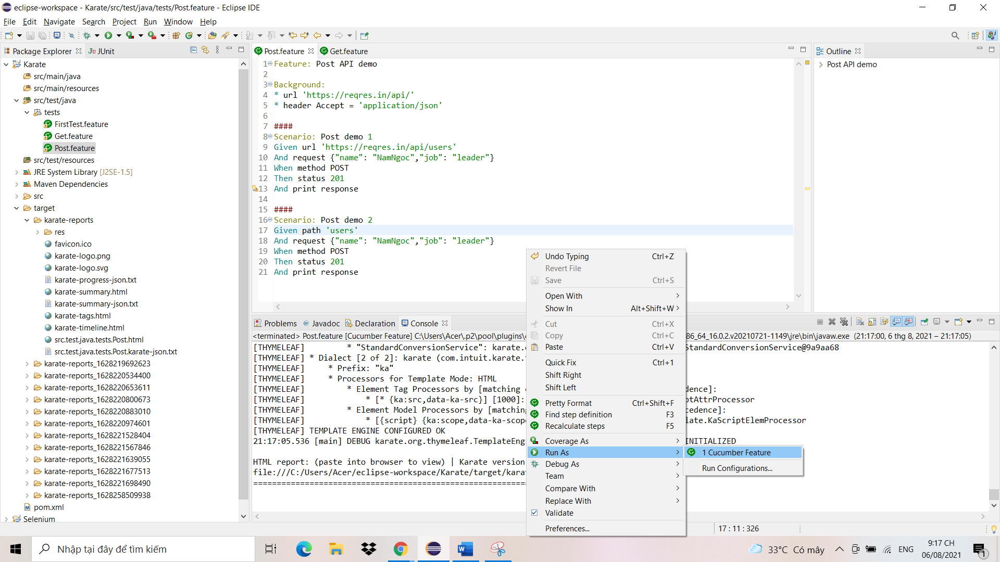 eclipse-workspace - Karate/src/test/java/tests/Post.feature - Eclipse IDE
File Edit Navigate Search Project Run Window Help
Package Explorer JUnit
Karate
src/main/java
src/main/resources
src/test/java
tests
FirstTest.feature
Get.feature
Post.feature
src/test/resources
JRE System Library [J2SE-1.5]
Maven Dependencies
src
target
karate-reports
res
favicon.ico
karate-logo.png
karate-logo.svg
karate-progress-json.txt
karate-summary.html
karate-summary-json.txt
karate-tags.html
karate-timeline.html
src.test.java.tests.Post.html
src.test.java.tests.Post.karate-json.txt
karate-reports_1628219692623
karate-reports_1628220534400
karate-reports_1628220653611
karate-reports_1628220800673
karate-reports_1628220883010
karate-reports_1628220974601
karate-reports_1628221528404
karate-reports_1628221567846
karate-reports_1628221639055
karate-reports_1628221677513
karate-reports_1628221698490
karate-reports_1628258509938
pom.xml
Selenium
Post.feature Get.feature
1 Feature: Post API demo
2
3 Background:
4 * url 'https://reqres.in/api/'
5 * header Accept = 'application/json'
6
7 ####
8 Scenario: Post demo 1
9 Given url 'https://reqres.in/api/users'
10 And request {"name": "NamNgoc","job": "leader"}
11 When method POST
12 Then status 201
13 And print response
14
15 ####
16 Scenario: Post demo 2
17 Given path 'users'
18 And request {"name": "NamNgoc","job": "leader"}
19 When method POST
20 Then status 201
21 And print response
Outline
Post API demo
Problems @ Javadoc Declaration Console
<terminated> Post.feature [Cucumber Feature] C:\Users\Acer\.p2\pool\plugins\ 86_64_16.0.2.v20210721-1149\jre\bin\javaw.exe (21:17:00, 6 thg 8, 2021 – 21:17:05)
[THYMELEAF] * "StandardConversionService": karate. StandardConversionService@9a9aa68
[THYMELEAF] * Dialect [2 of 2]: karate (com.intuit.karate.
[THYMELEAF] * Prefix: "ka"
[THYMELEAF] * Processors for Template Mode: HTML
[THYMELEAF] * Element Tag Processors by [matching edence]:
[THYMELEAF] * [* {ka:src,data-ka-src}] [1000]: ptAttrProcessor
[THYMELEAF] * Element Model Processors by [matching cedence]:
[THYMELEAF] * [{script} {ka:scope,data-ka-scop late.KaScriptElemProcessor
[THYMELEAF] TEMPLATE ENGINE CONFIGURED OK
21:17:05.536 [main] DEBUG karate.org.thymeleaf.TemplateEng INITIALIZED
HTML report: (paste into browser to view) | Karate version
file:///C:/Users/Acer/eclipse-workspace/Karate/target/karat
===========================================================
Undo Typing Ctrl+Z
Revert File
Save Ctrl+S
Open With
Show In Alt+Shift+W
Cut Ctrl+X
Copy Ctrl+C
Paste Ctrl+V
Quick Fix Ctrl+1
Shift Right
Shift Left
Pretty Format Ctrl+Shift+F
Find step definition F3
Recalculate steps F5
Coverage As
Run As
Debug As
Team
Compare With
Replace With
Validate
Preferences...
1 Cucumber Feature
Run Configurations...
17 : 11 : 326
Nhập tại đây để tìm kiếm
33°C Có mây
ENG
9:17 CH
06/08/2021
1